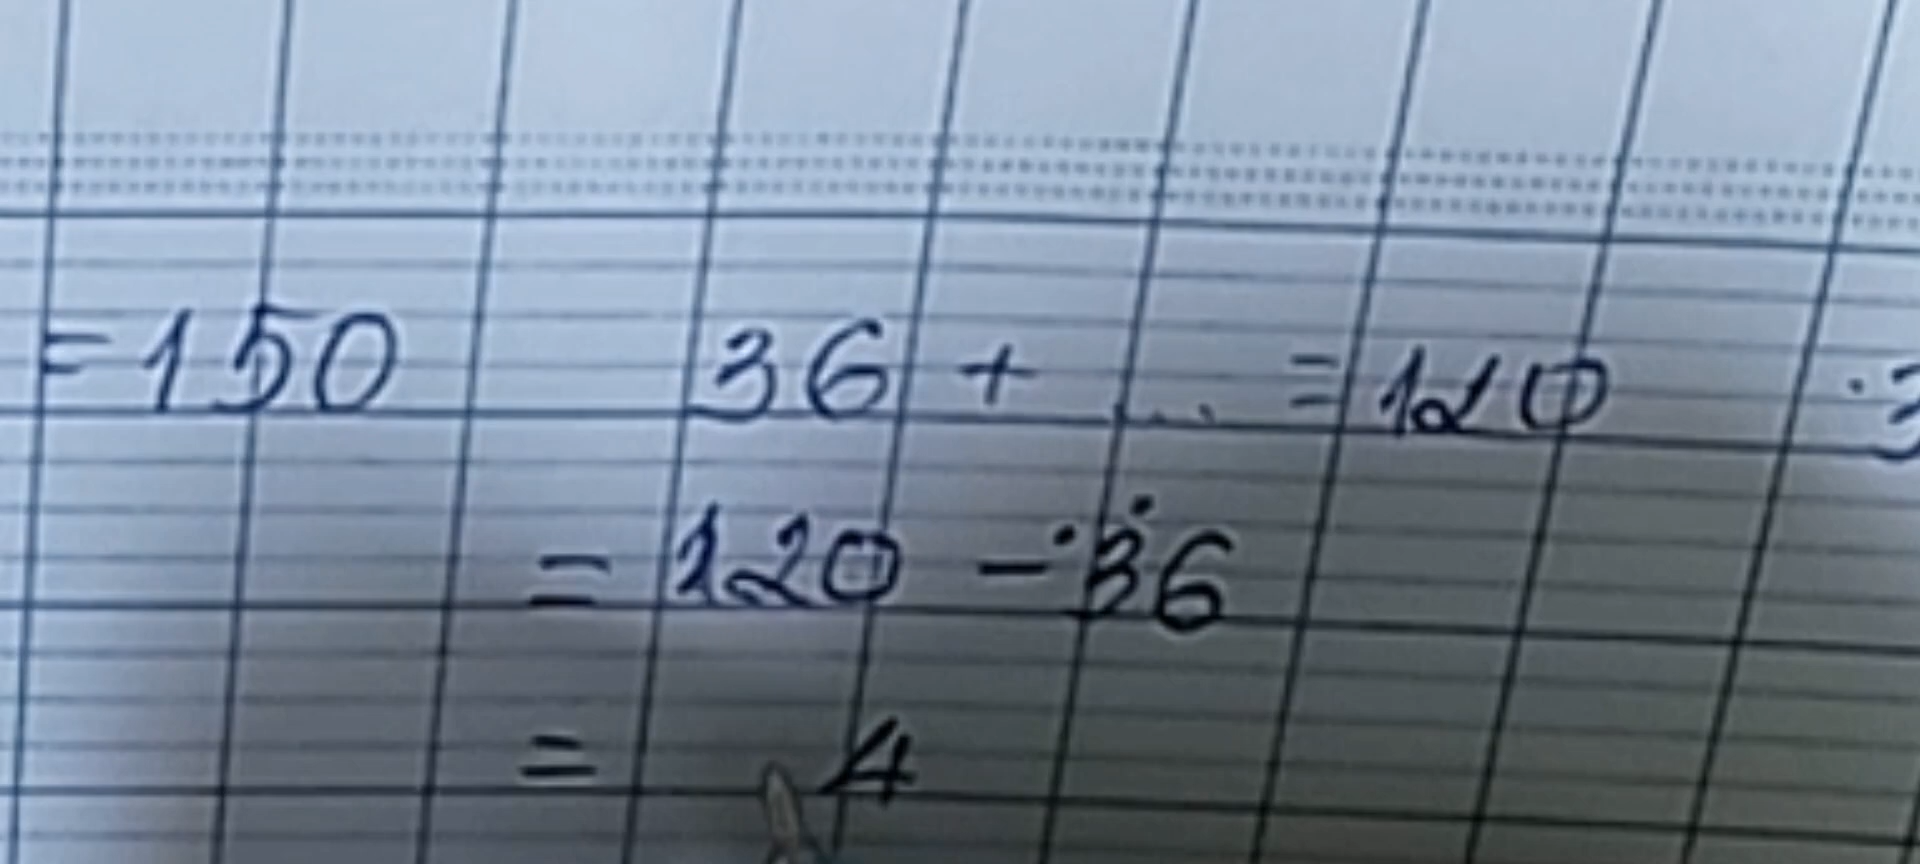 = 150 36 + ... = 120
= 120 - 36
= 4